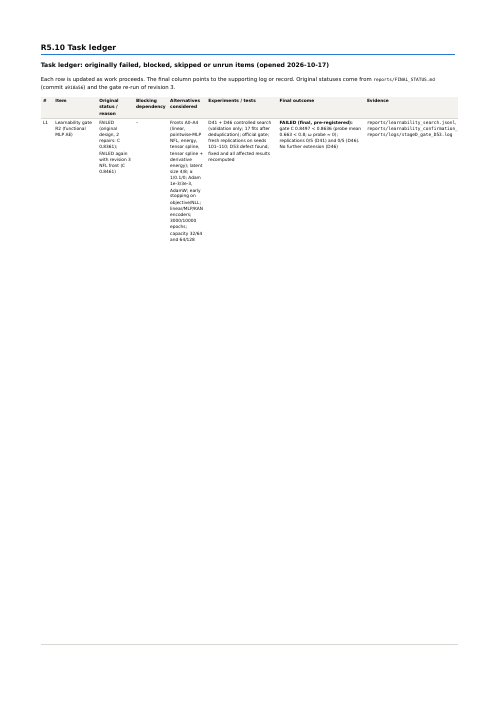 R5.10 Task ledger
Task ledger: originally failed, blocked, skipped or unrun items (opened 2026-10-17)
Each row is updated as work proceeds. The final column points to the supporting log or record. Original statuses come from reports/FINAL_STATUS.md
(commit a918a56) and the gate re-run of revision 3.
# Item Original status / reason Blocking dependency Alternatives considered Experiments / tests Final outcome Evidence
L1
Learnability gate
R2 (functional
MLP AE)
FAILED
(original
design, 2
repairs: C
0.8361);
FAILED again
with revision 3
NFL front (C
0.8461)
–
Fronts A0–A4
(linear,
pointwise-MLP
NFL, energy,
tensor spline,
tensor spline +
derivative
energy); latent
size 4/8; α
1/0.1/0; Adam
1e-3/3e-3,
AdamW; early
stopping on
objective/NLL;
linear/MLP/KAN
encoders;
3000/10000
epochs;
capacity 32/64
and 64/128
D41 + D46 controlled search
(validation only; 17 fits after
deduplication); official gate;
fresh replications on seeds
101–110; D53 defect found,
fixed and all affected results
recomputed
FAILED (final, pre-registered):
gate C 0.8497 < 0.8636 (probe mean
0.663 < 0.8, u probe ≈ 0);
replications 0/5 (D41) and 0/5 (D46).
No further extension (D46)
reports/learnability_search.jsonl,
reports/learnability_confirmation_
reports/logs/stageD_gate_D53.log